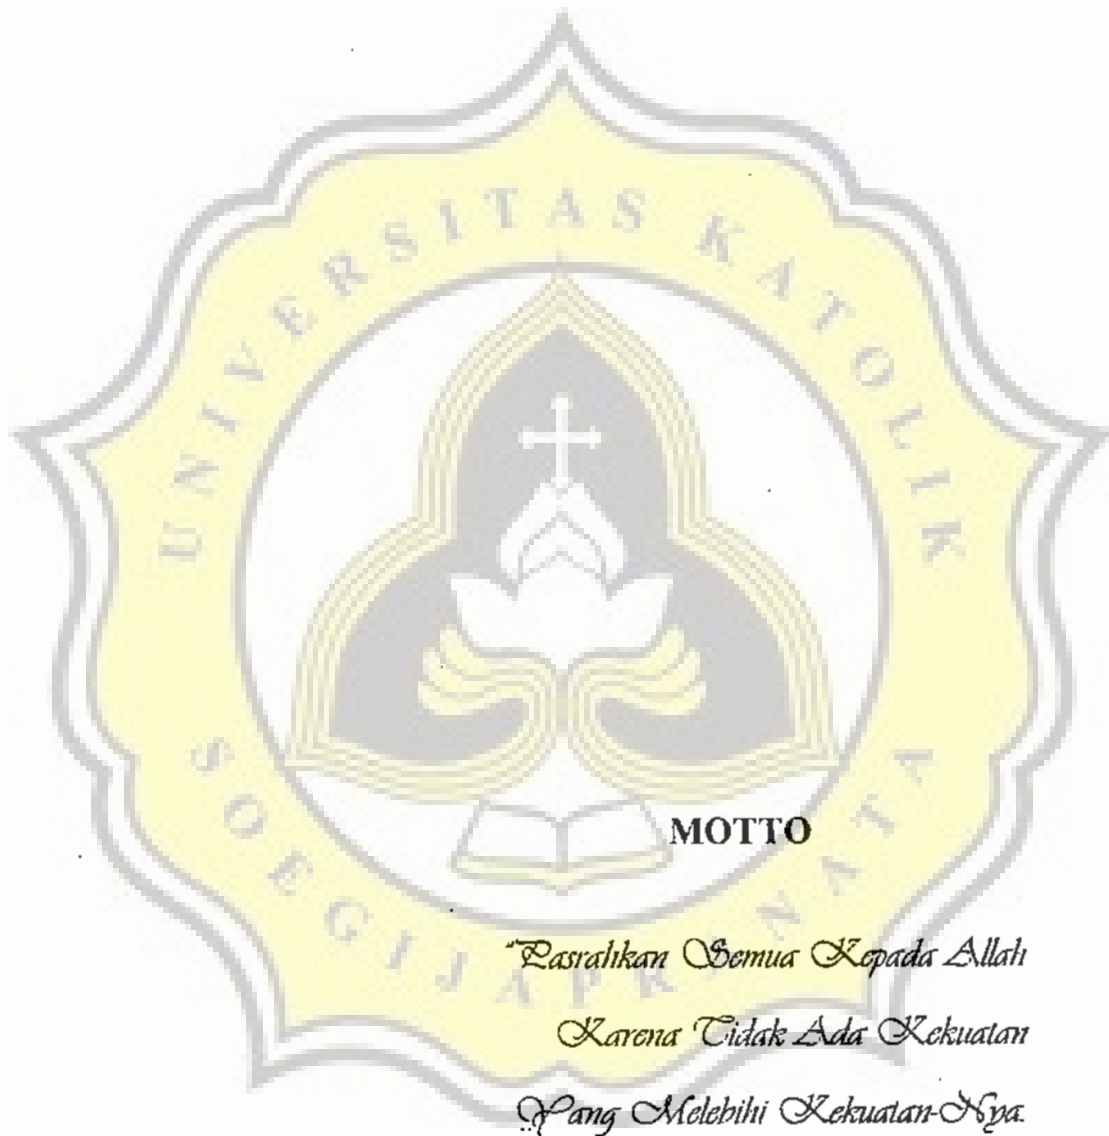 UNIVERSITAS KATOLIK
SOEGIJAPRANATA
MOTTO
"Pasrahkan Semua Kepada Allah
Karena Tidak Ada Kekuatan
Yang Melebihi Kekuatan-Nya.